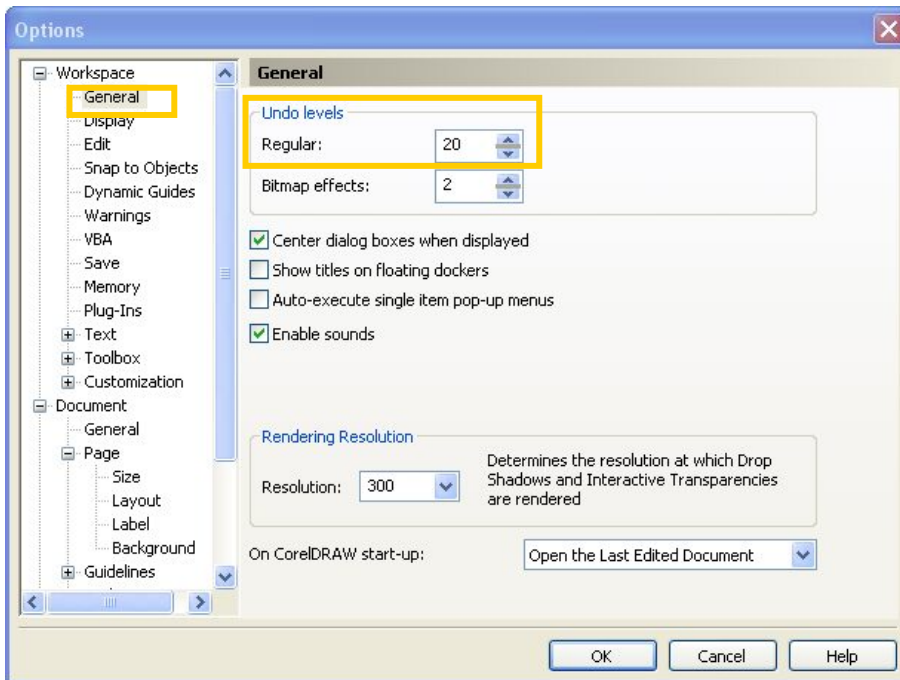 Options
Workspace
General
Display
Edit
Snap to Objects
Dynamic Guides
Warnings
VBA
Save
Memory
Plug-Ins
Text
Toolbox
Customization
Document
General
Page
Size
Layout
Label
Background
Guidelines
General
Undo levels
Regular: 20
Bitmap effects: 2
Center dialog boxes when displayed
Show titles on floating dockers
Auto-execute single item pop-up menus
Enable sounds
Rendering Resolution
Resolution: 300
Determines the resolution at which Drop
Shadows and Interactive Transparencies
are rendered
On CorelDRAW start-up: Open the Last Edited Document
OK Cancel Help